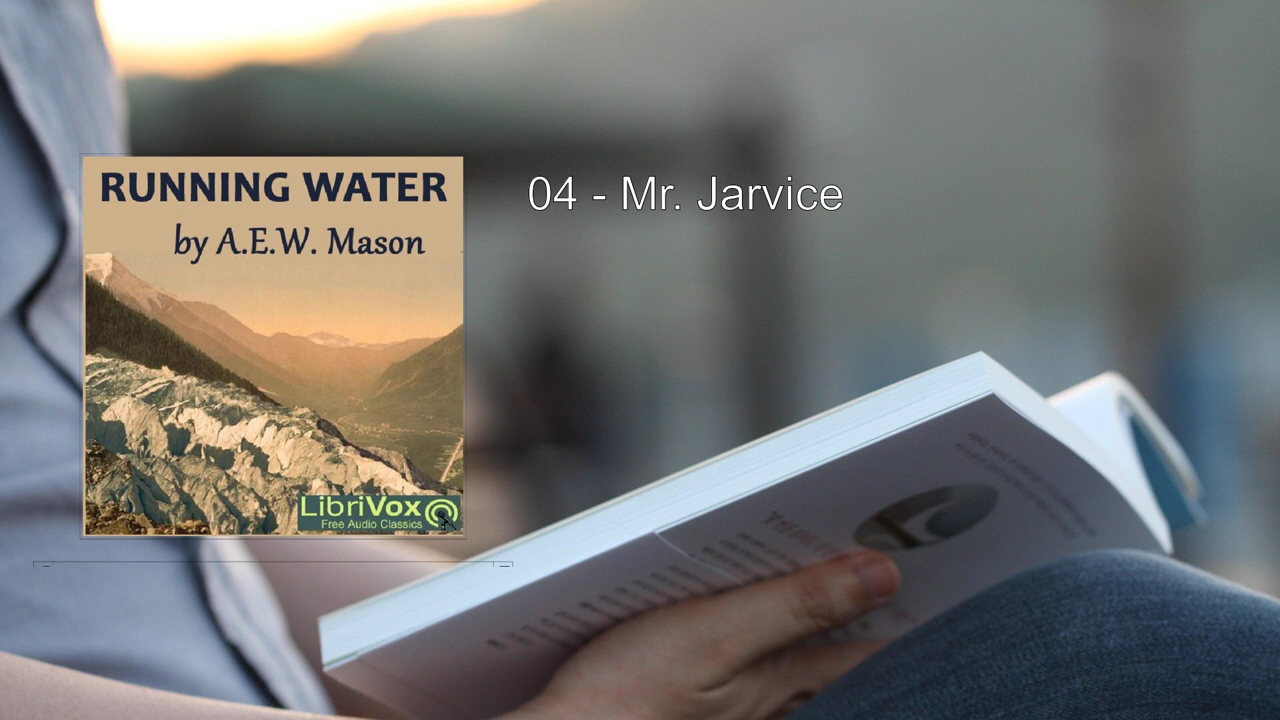 RUNNING WATER
by A.E.W. Mason
LibriVox
Free Audio Classics
04 - Mr. Jarvice